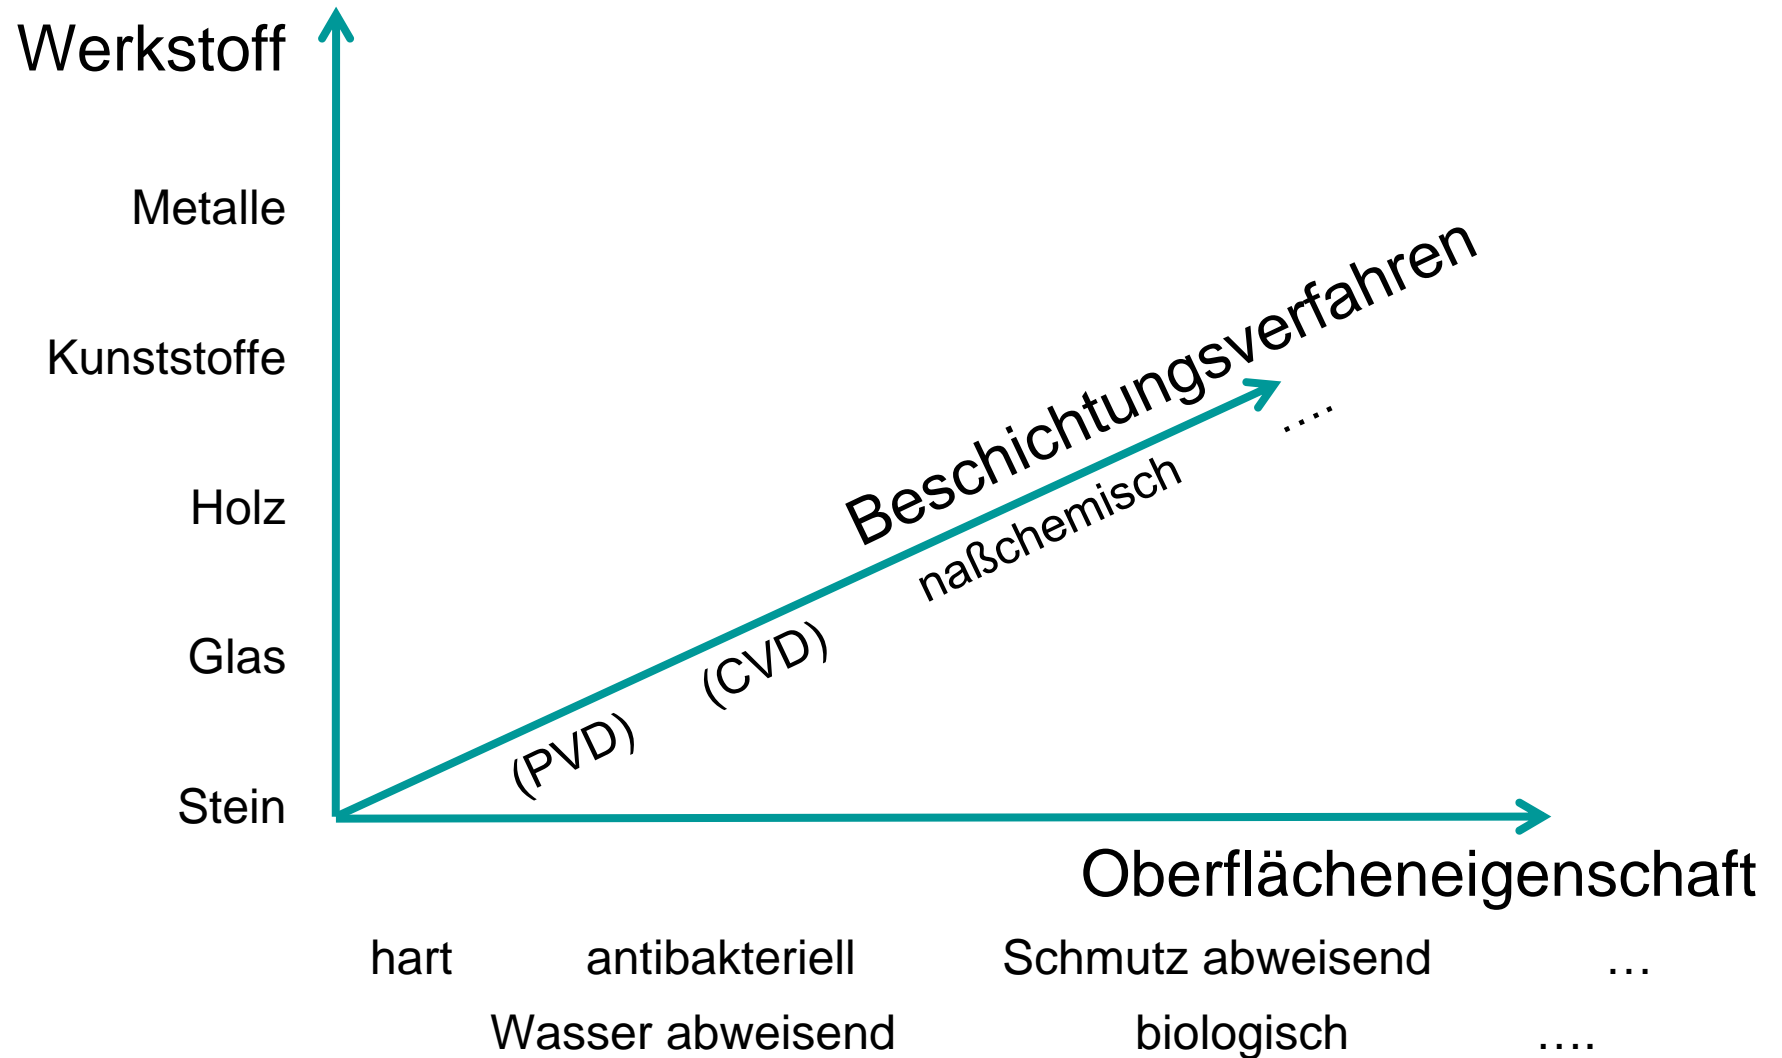 Werkstoff
Metalle
Kunststoffe
Holz
Glas
Stein
Beschichtungsverfahren
(PVD)
(CVD)
naßchemisch
....
Oberflächeneigenschaft
hart antibakteriell Schmutz abweisend ...
Wasser abweisend biologisch ....